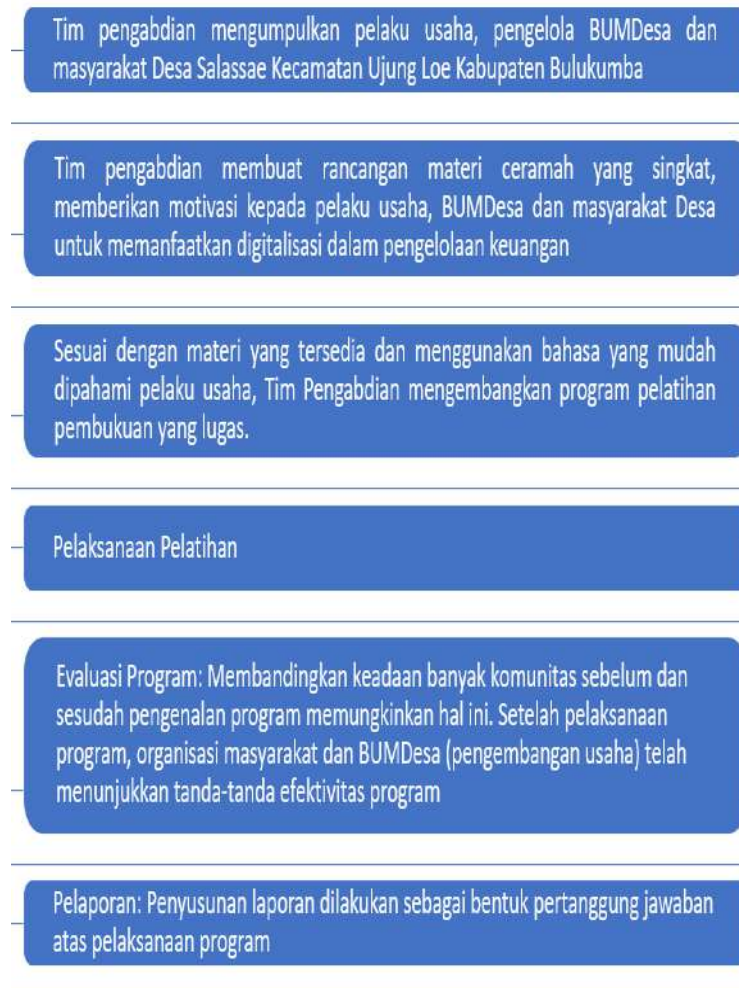 Tim pengabdian mengumpulkan pelaku usaha, pengelola BUMDesa dan
masyarakat Desa Salassae Kecamatan Ujung Loe Kabupaten Bulukumba
Tim pengabdian membuat rancangan materi ceramah yang singkat,
memberikan motivasi kepada pelaku usaha, BUMDesa dan masyarakat Desa
untuk memanfaatkan digitalisasi dalam pengelolaan keuangan
Sesuai dengan materi yang tersedia dan menggunakan bahasa yang mudah
dipahami pelaku usaha, Tim Pengabdian mengembangkan program pelatihan
pembukuan yang lugas.
Pelaksanaan Pelatihan
Evaluasi Program: Membandingkan keadaan banyak komunitas sebelum dan
sesudah pengenalan program memungkinkan hal ini. Setelah pelaksanaan
program, organisasi masyarakat dan BUMDesa (pengembangan usaha) telah
menunjukkan tanda-tanda efektivitas program
Pelaporan: Penyusunan laporan dilakukan sebagai bentuk pertanggung jawaban
atas pelaksanaan program